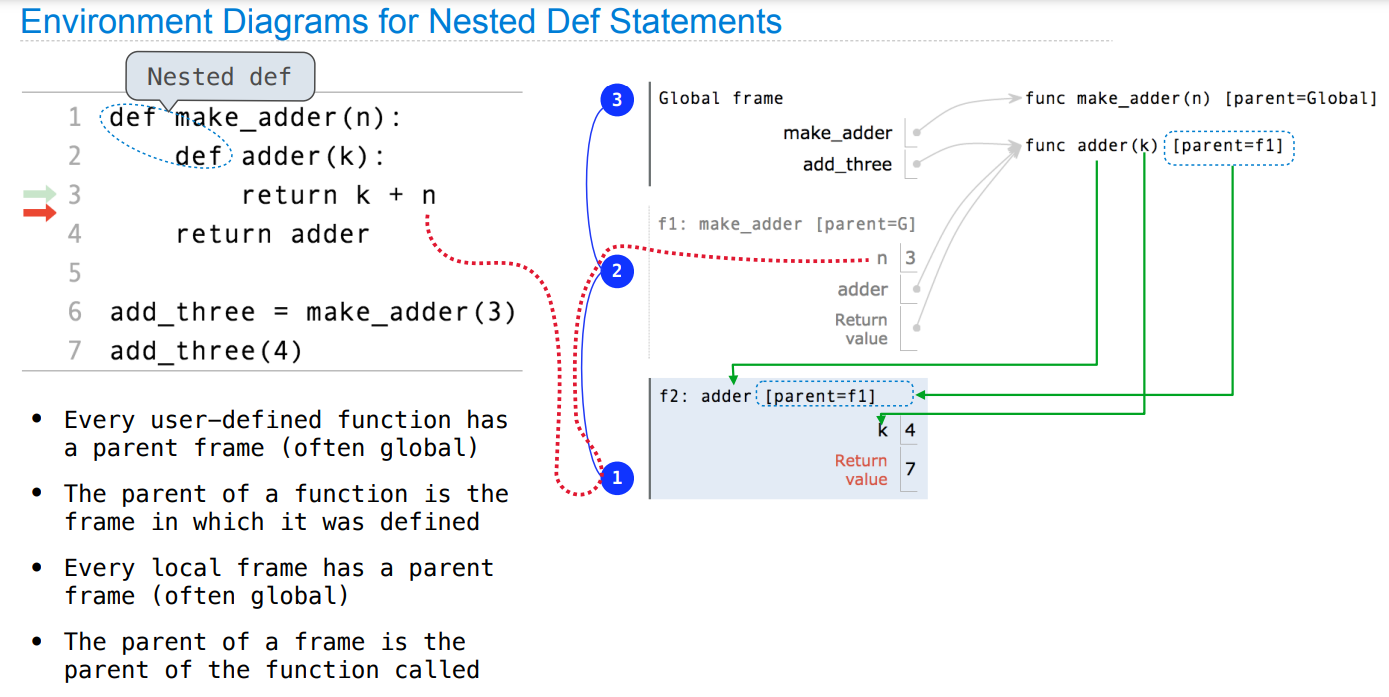 Environment Diagrams for Nested Def Statements
Nested def
1 def make_adder(n):
2     def adder(k):
3         return k + n
4     return adder
5
6 add_three = make_adder(3)
7 add_three(4)
• Every user–defined function has
a parent frame (often global)
• The parent of a function is the
frame in which it was defined
• Every local frame has a parent
frame (often global)
• The parent of a frame is the
parent of the function called
3
Global frame
make_adder
add_three
func make_adder(n) [parent=Global]
func adder(k) [parent=f1]
2
f1: make_adder [parent=G]
n 3
adder
Return
value
1
f2: adder [parent=f1]
k 4
Return
value 7